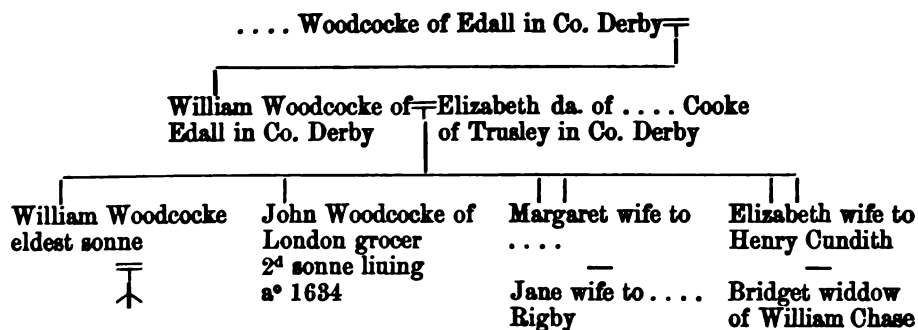 .... Woodcocke of Edall in Co. Derby
William Woodcocke of Edall in Co. Derby
Elizabeth da. of .... Cooke of Trusley in Co. Derby
William Woodcocke
eldest sonne
John Woodcocke of
London grocer
2d sonne liuing
ao 1634
Margaret wife to
....
Jane wife to ....
Rigby
Elizabeth wife to
Henry Cundith
Bridget widdow
of William Chase